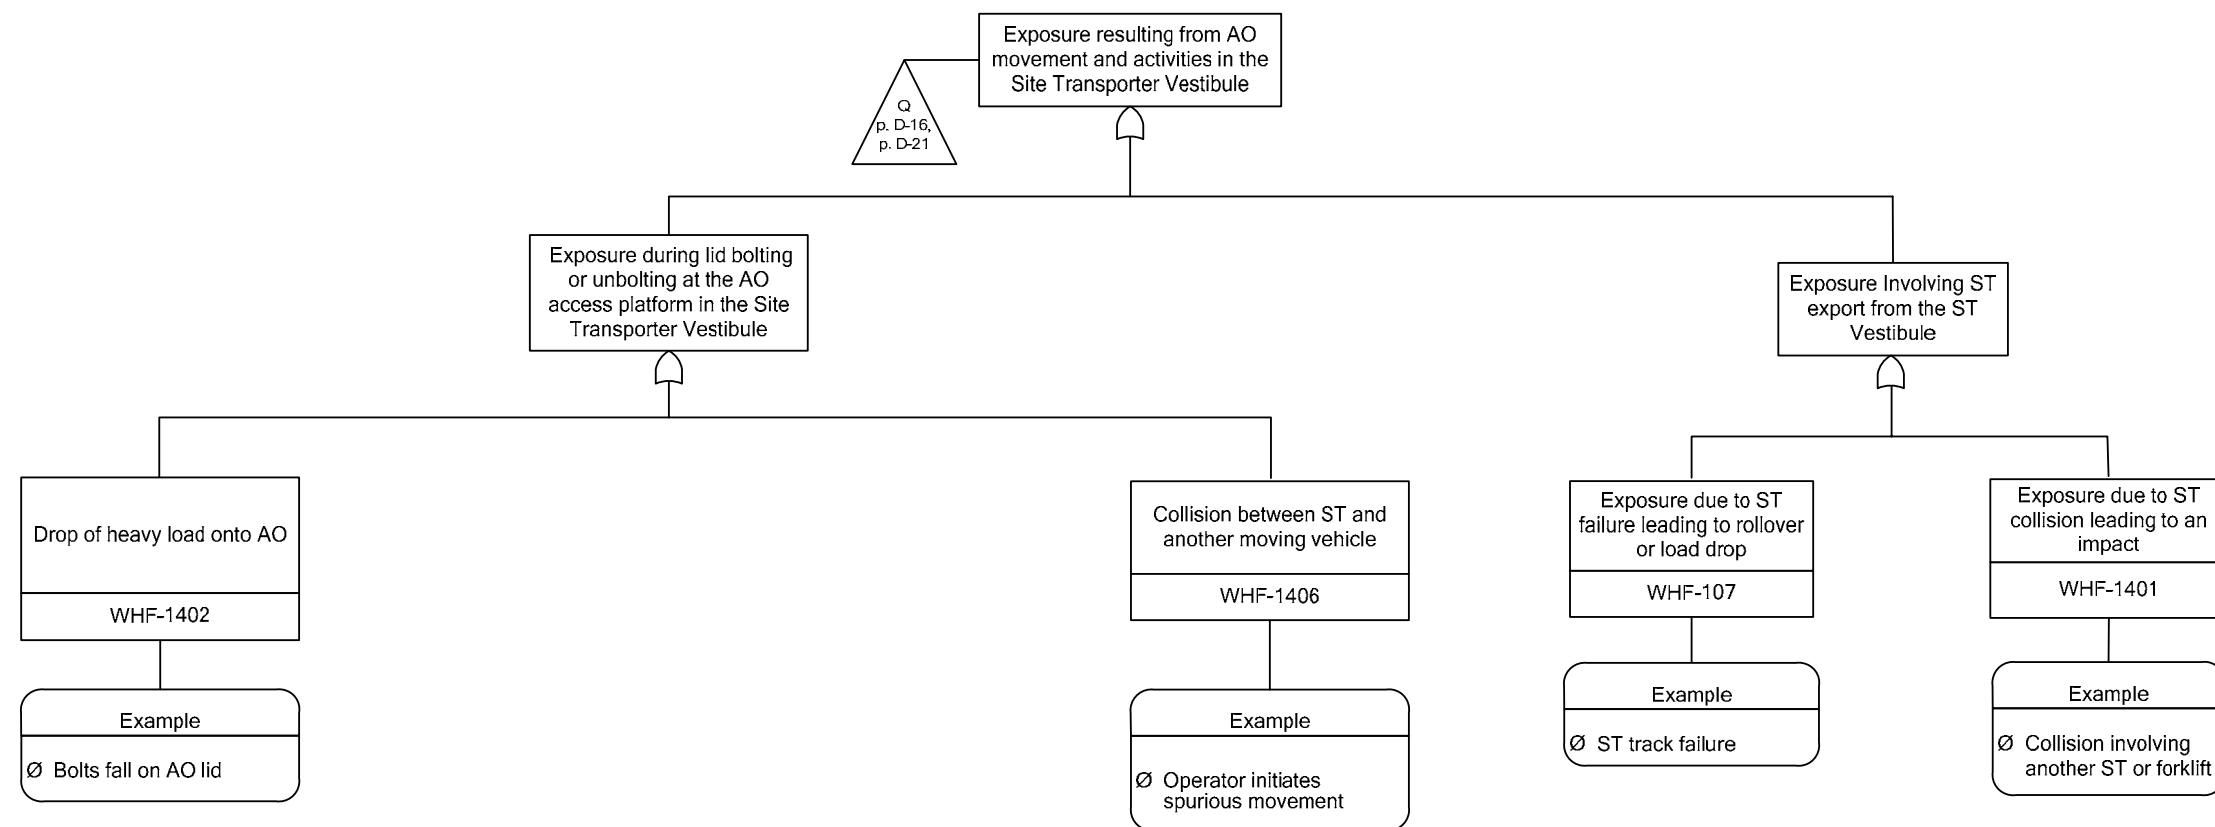 Exposure resulting from AO
movement and activities in the
Site Transporter Vestibule
Q
p. D-16,
p. D-21
Exposure during lid bolting
or unbolting at the AO
access platform in the Site
Transporter Vestibule
Exposure Involving ST
export from the ST
Vestibule
Drop of heavy load onto AO
WHF-1402
Collision between ST and
another moving vehicle
WHF-1406
Exposure due to ST
failure leading to rollover
or load drop
WHF-107
Exposure due to ST
collision leading to an
impact
WHF-1401
Example
Ø Bolts fall on AO lid
Example
Ø Operator initiates
spurious movement
Example
Ø ST track failure
Example
Ø Collision involving
another ST or forklift